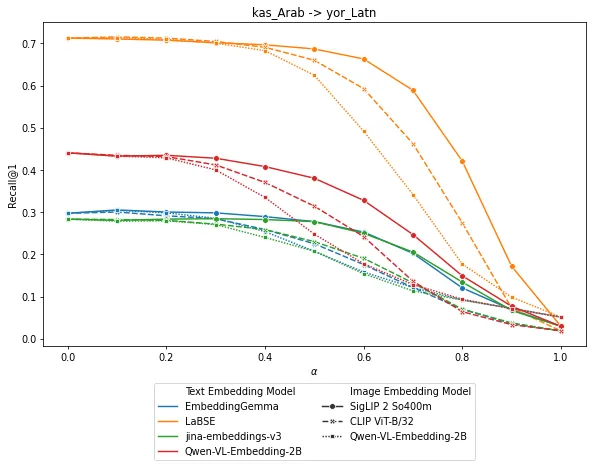 kas_Arab -> yor_Latn
Recall@1
0.7
0.6
0.5
0.4
0.3
0.2
0.1
0.0
0.0 0.2 0.4 0.6 0.8 1.0
α
Text Embedding Model Image Embedding Model
EmbeddingGemma SigLIP 2 So400m
LaBSE CLIP ViT-B/32
jina-embeddings-v3 Qwen-VL-Embedding-2B
Qwen-VL-Embedding-2B